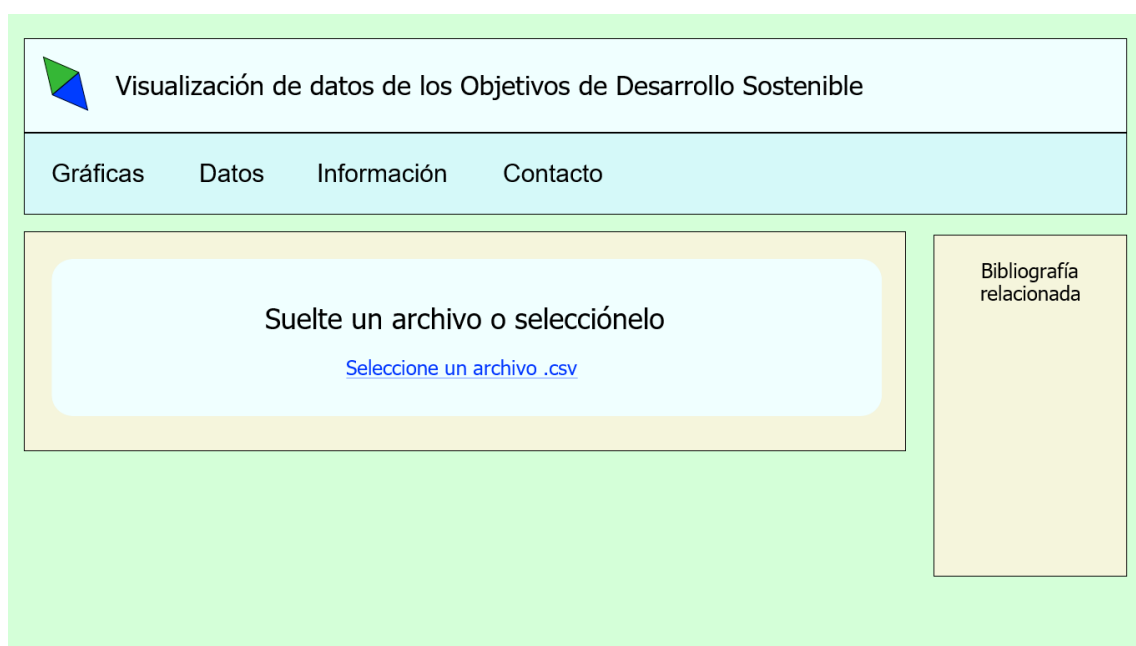 Visualización de datos de los Objetivos de Desarrollo Sostenible
Gráficas Datos Información Contacto
Suelte un archivo o selecciónelo
Seleccione un archivo .csv
Bibliografía
relacionada